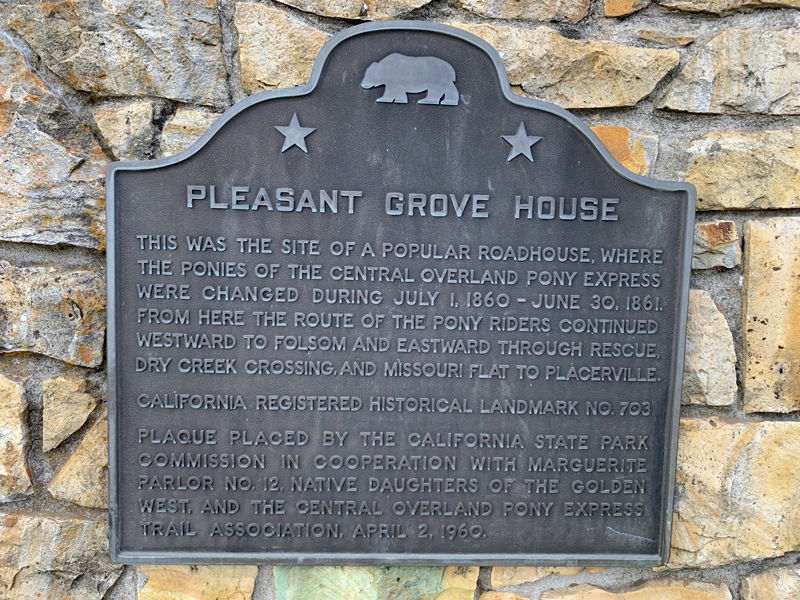 PLEASANT GROVE HOUSE
THIS WAS THE SITE OF A POPULAR ROADHOUSE, WHERE
THE PONIES OF THE CENTRAL OVERLAND PONY EXPRESS
WERE CHANGED DURING JULY 1, 1860 – JUNE 30, 1861.
FROM HERE THE ROUTE OF THE PONY RIDERS CONTINUED
WESTWARD TO FOLSOM AND EASTWARD THROUGH RESCUE,
DRY CREEK CROSSING, AND MISSOURI FLAT TO PLACERVILLE.
CALIFORNIA REGISTERED HISTORICAL LANDMARK NO. 703
PLAQUE PLACED BY THE CALIFORNIA STATE PARK
COMMISSION IN COOPERATION WITH MARGUERITE
PARLOR NO. 12, NATIVE DAUGHTERS OF THE GOLDEN
WEST, AND THE CENTRAL OVERLAND PONY EXPRESS
TRAIL ASSOCIATION, APRIL 2, 1960.